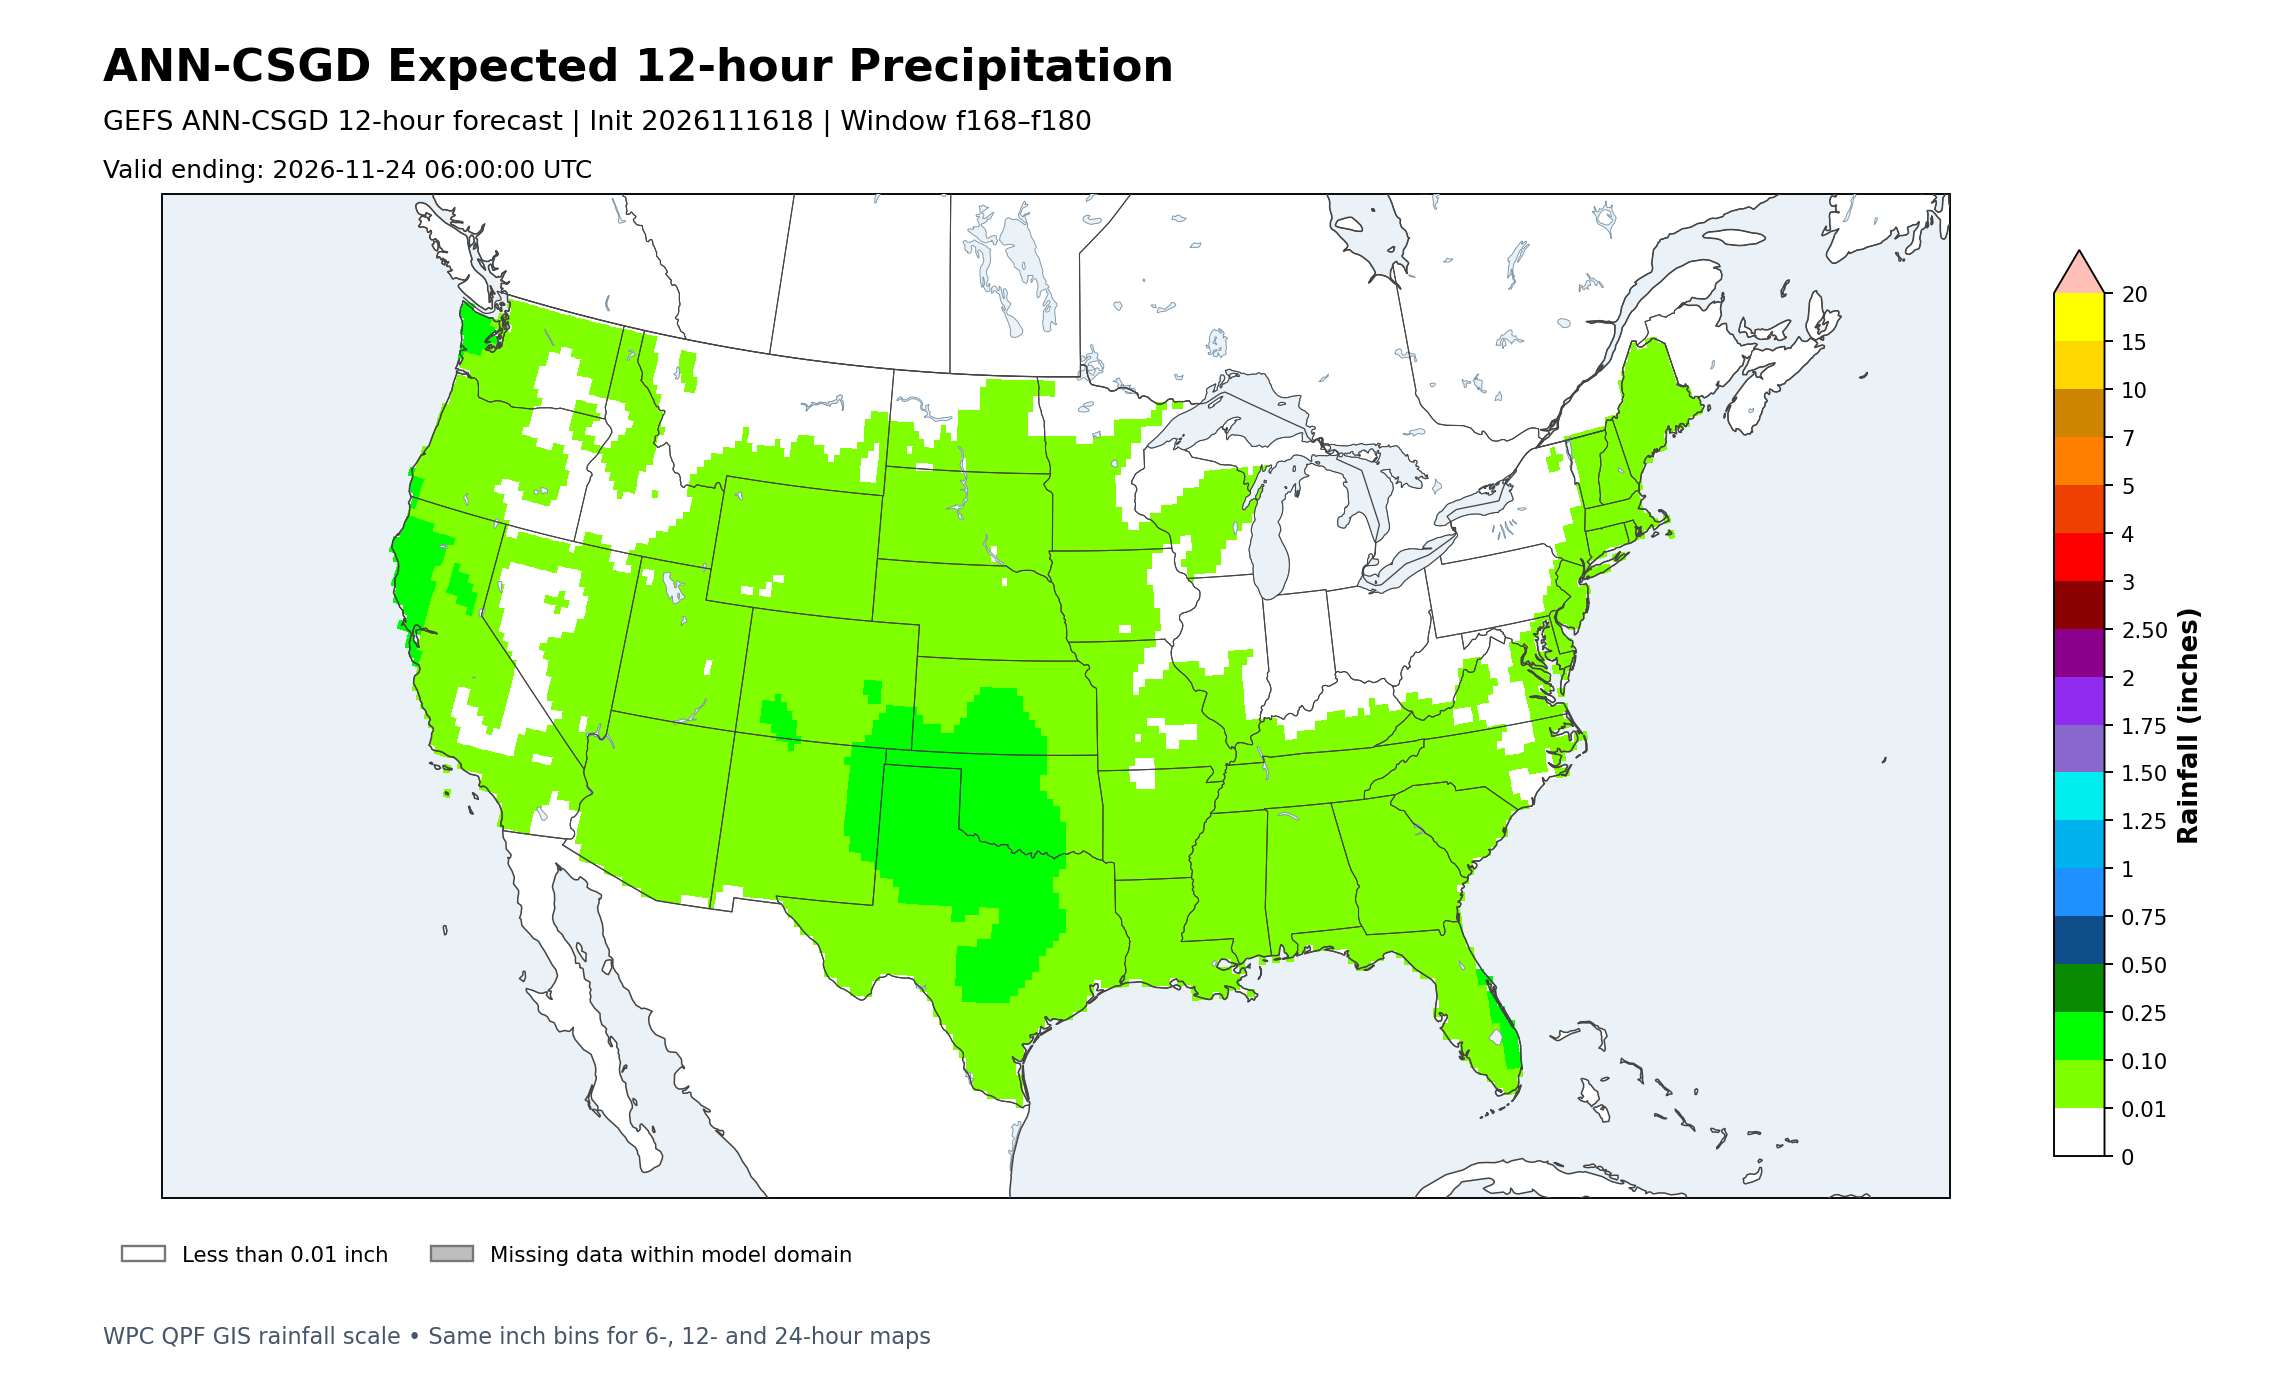 ANN-CSGD Expected 12-hour Precipitation
GEFS ANN-CSGD 12-hour forecast | Init 2026111618 | Window f168–f180
Valid ending: 2026-11-24 06:00:00 UTC
20
15
10
7
5
4
3
2.50
2
1.75
1.50
1.25
1
0.75
0.50
0.25
0.10
0.01
0
Rainfall (inches)
Less than 0.01 inch
Missing data within model domain
WPC QPF GIS rainfall scale • Same inch bins for 6-, 12- and 24-hour maps